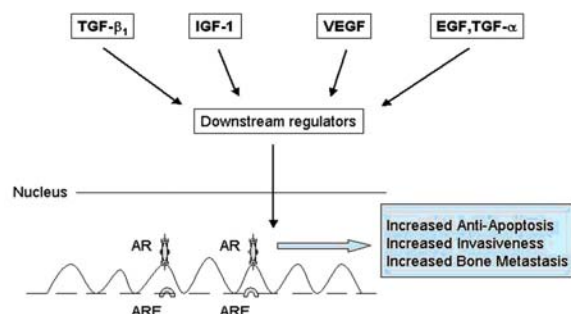 TGF-β₁ IGF-1 VEGF EGF,TGF-α
Downstream regulators
Nucleus
Increased Anti-Apoptosis
Increased Invasiveness
Increased Bone Metastasis
AR AR
ARE ARE